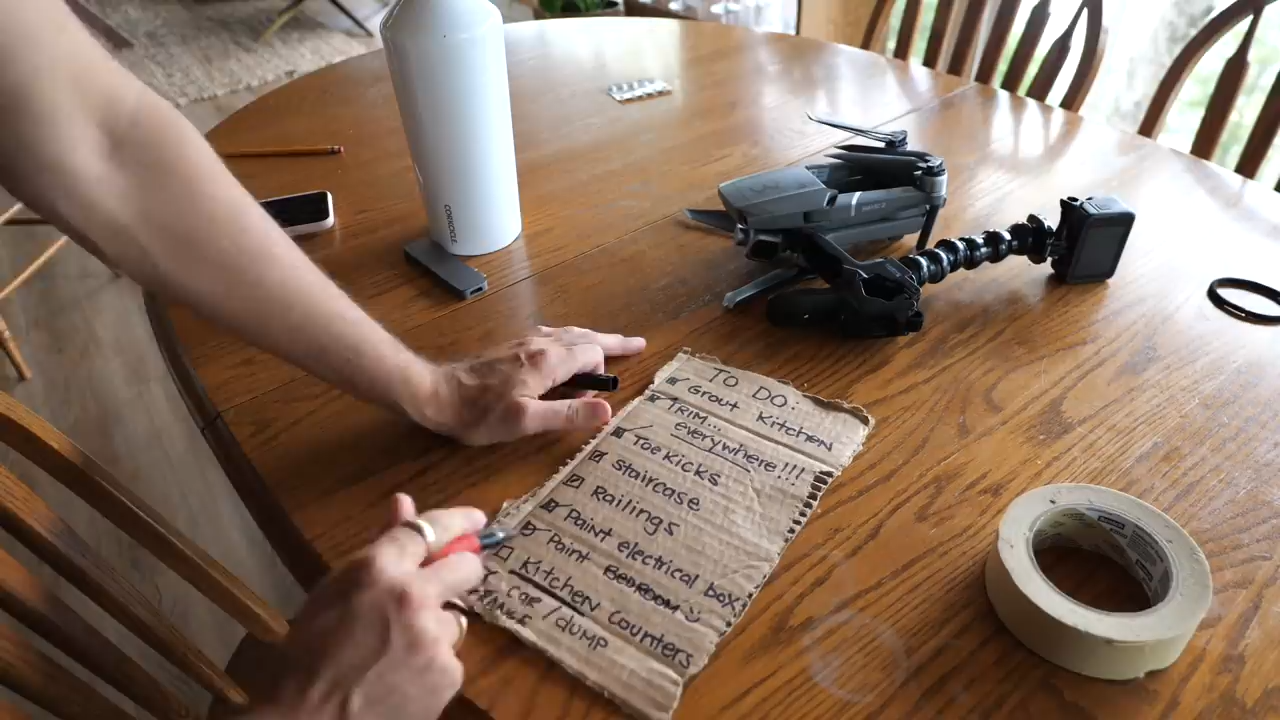 CORKCICLE.
TO DO:
Grout Kitchen
TRIM...
everywhere!!!
Toe Kicks
Staircase
Railings
Paint electrical box
Paint BEDROOM
Kitchen Counters
CAR / dump